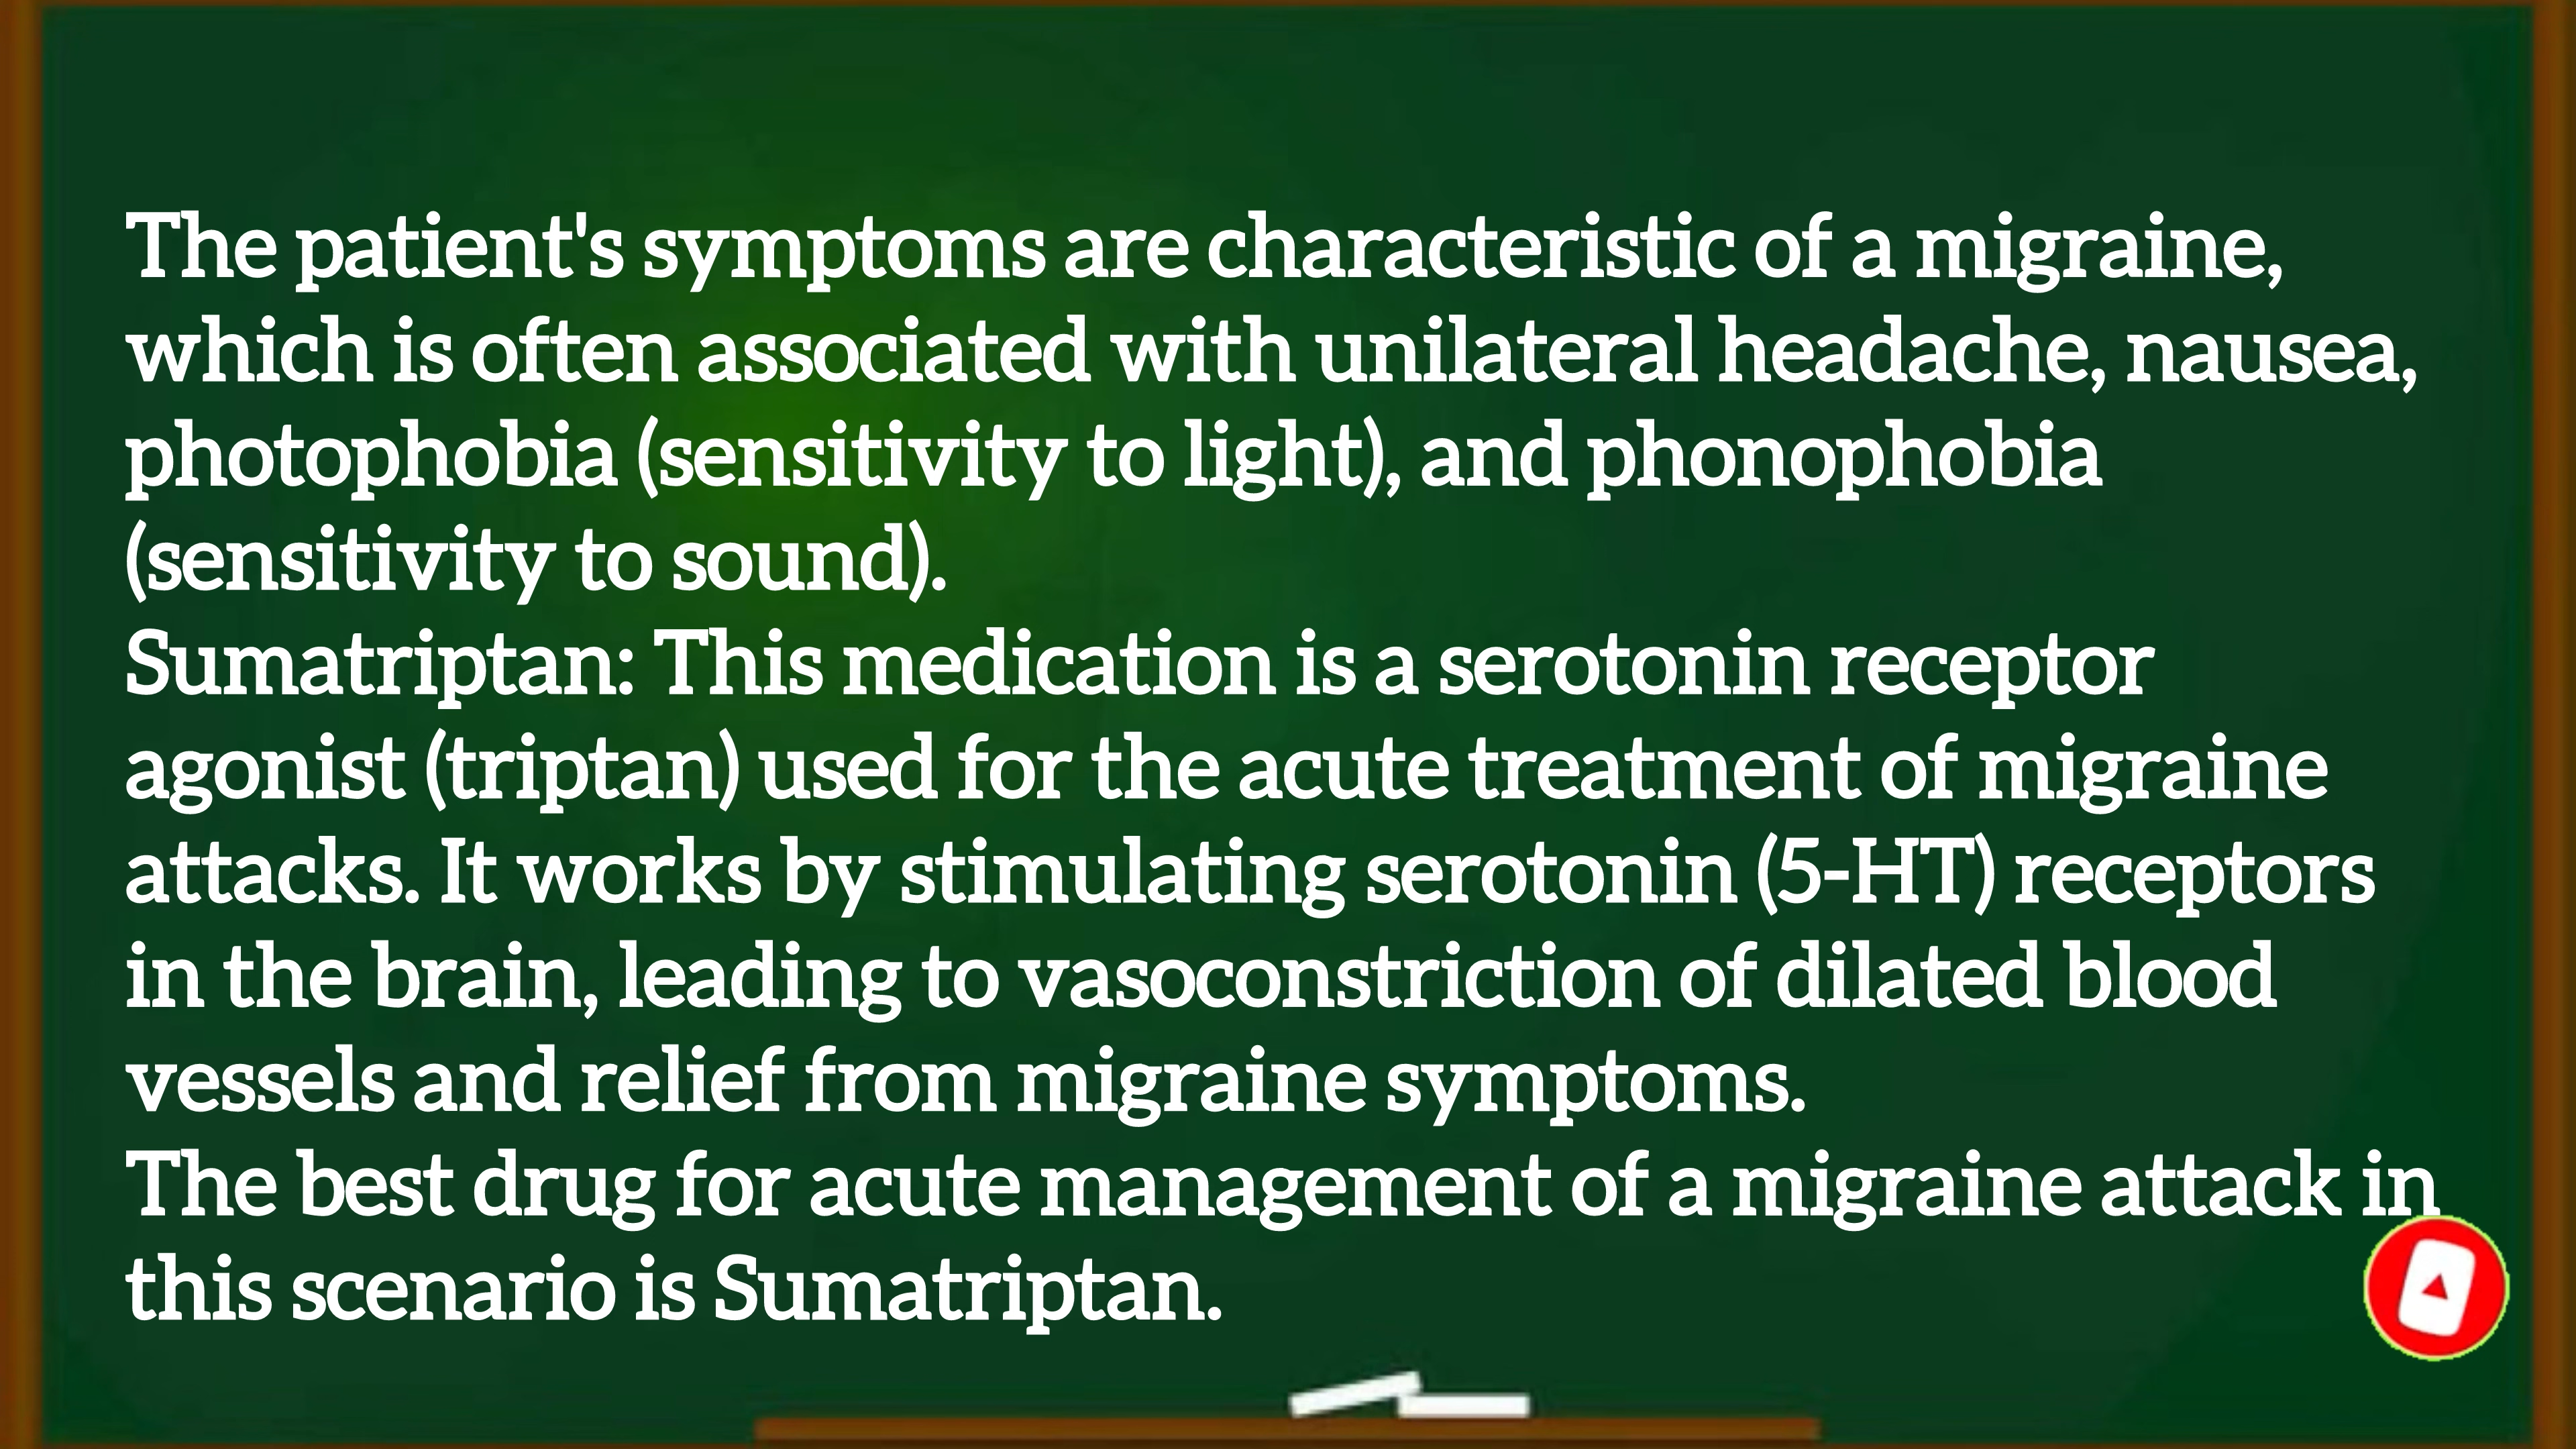 The patient's symptoms are characteristic of a migraine,
which is often associated with unilateral headache, nausea,
photophobia (sensitivity to light), and phonophobia
(sensitivity to sound).
Sumatriptan: This medication is a serotonin receptor
agonist (triptan) used for the acute treatment of migraine
attacks. It works by stimulating serotonin (5-HT) receptors
in the brain, leading to vasoconstriction of dilated blood
vessels and relief from migraine symptoms.
The best drug for acute management of a migraine attack in
this scenario is Sumatriptan.